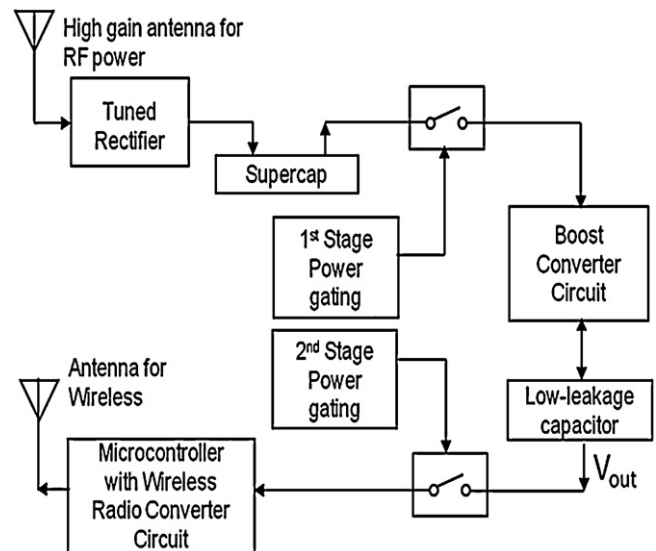 High gain antenna for
RF power
Tuned
Rectifier
Supercap
1st Stage
Power
gating
Boost
Converter
Circuit
2nd Stage
Power
gating
Antenna for
Wireless
Low-leakage
capacitor
Vout
Microcontroller
with Wireless
Radio Converter
Circuit